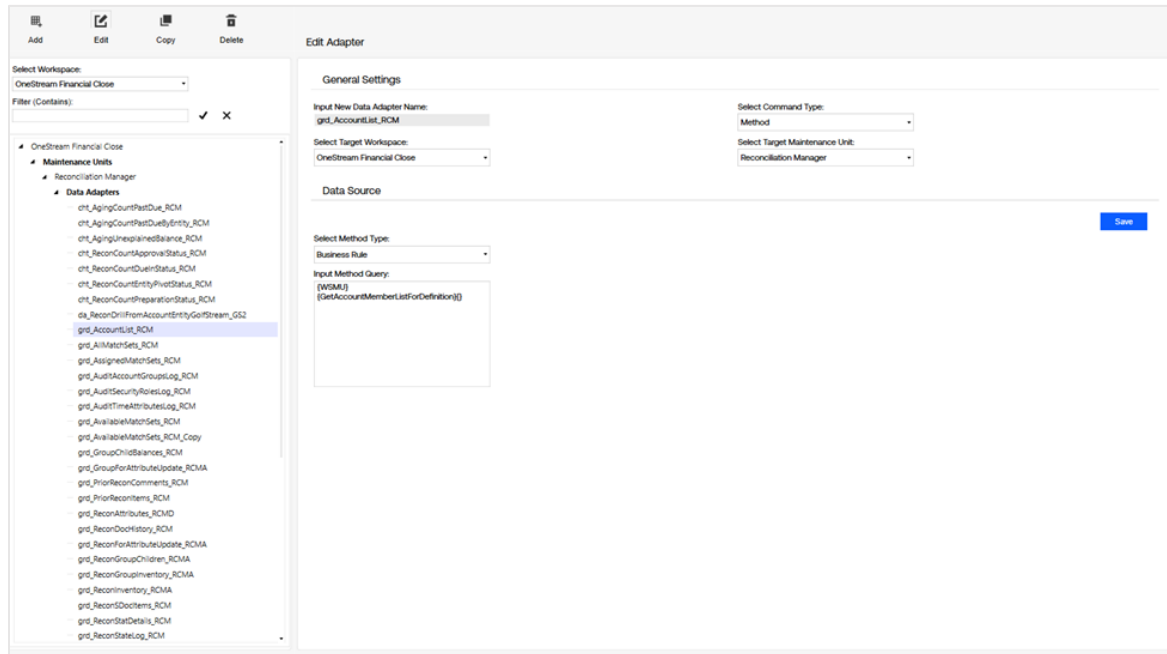 Add Edit Copy Delete
Edit Adapter
Select Workspace:
OneStream Financial Close
Filter (Contains):
OneStream Financial Close
Maintenance Units
Reconciliation Manager
Data Adapters
cht_AgingCountPastDue_RCM
cht_AgingCountPastDueByEntity_RCM
cht_AgingUnexplainedBalance_RCM
cht_ReconCountApprovalStatus_RCM
cht_ReconCountDueInStatus_RCM
cht_ReconCountEntityPivotStatus_RCM
cht_ReconCountPreparationStatus_RCM
da_ReconDrillFromAccountEntityGolfStream_GS2
grd_AccountList_RCM
grd_AllMatchSets_RCM
grd_AssignedMatchSets_RCM
grd_AuditAccountGroupsLog_RCM
grd_AuditSecurityRolesLog_RCM
grd_AuditTimeAttributesLog_RCM
grd_AvailableMatchSets_RCM
grd_AvailableMatchSets_RCM_Copy
grd_GroupChildBalances_RCM
grd_GroupForAttributeUpdate_RCMA
grd_PriorReconComments_RCM
grd_PriorReconItems_RCM
grd_ReconAttributes_RCMD
grd_ReconDocHistory_RCM
grd_ReconForAttributeUpdate_RCMA
grd_ReconGroupChildren_RCMA
grd_ReconGroupInventory_RCMA
grd_ReconInventory_RCMA
grd_ReconSDocItems_RCM
grd_ReconStatDetails_RCM
grd_ReconStateLog_RCM
General Settings
Input New Data Adapter Name:
grd_AccountList_RCM
Select Command Type:
Method
Select Target Workspace:
OneStream Financial Close
Select Target Maintenance Unit:
Reconciliation Manager
Data Source
Save
Select Method Type:
Business Rule
Input Method Query:
{WSMU}
{GetAccountMemberListForDefinition}{}